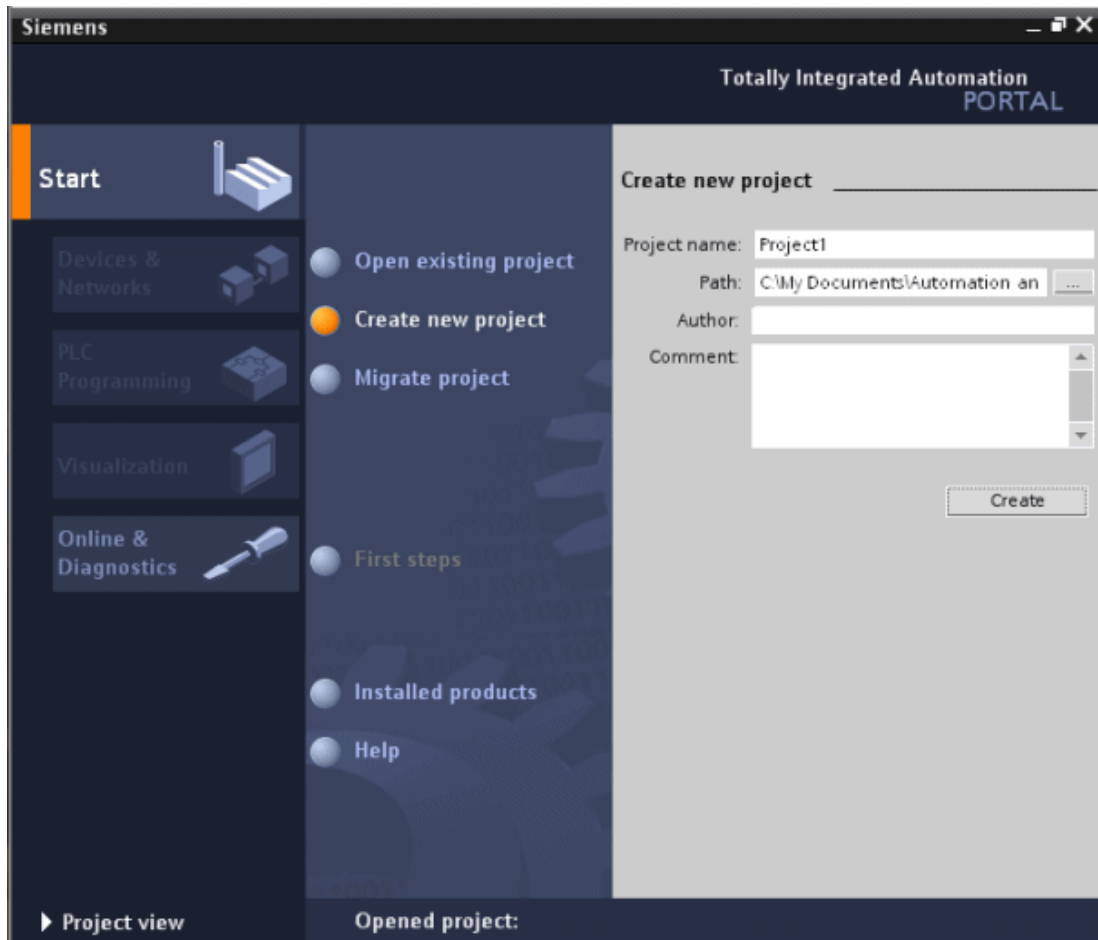 Siemens
Totally Integrated Automation
PORTAL
Start
Devices &
Networks
PLC
Programming
Visualization
Online &
Diagnostics
Open existing project
Create new project
Migrate project
First steps
Installed products
Help
Create new project
Project name: Project1
Path: C:\My Documents\Automation an ...
Author:
Comment:
Create
Project view
Opened project: